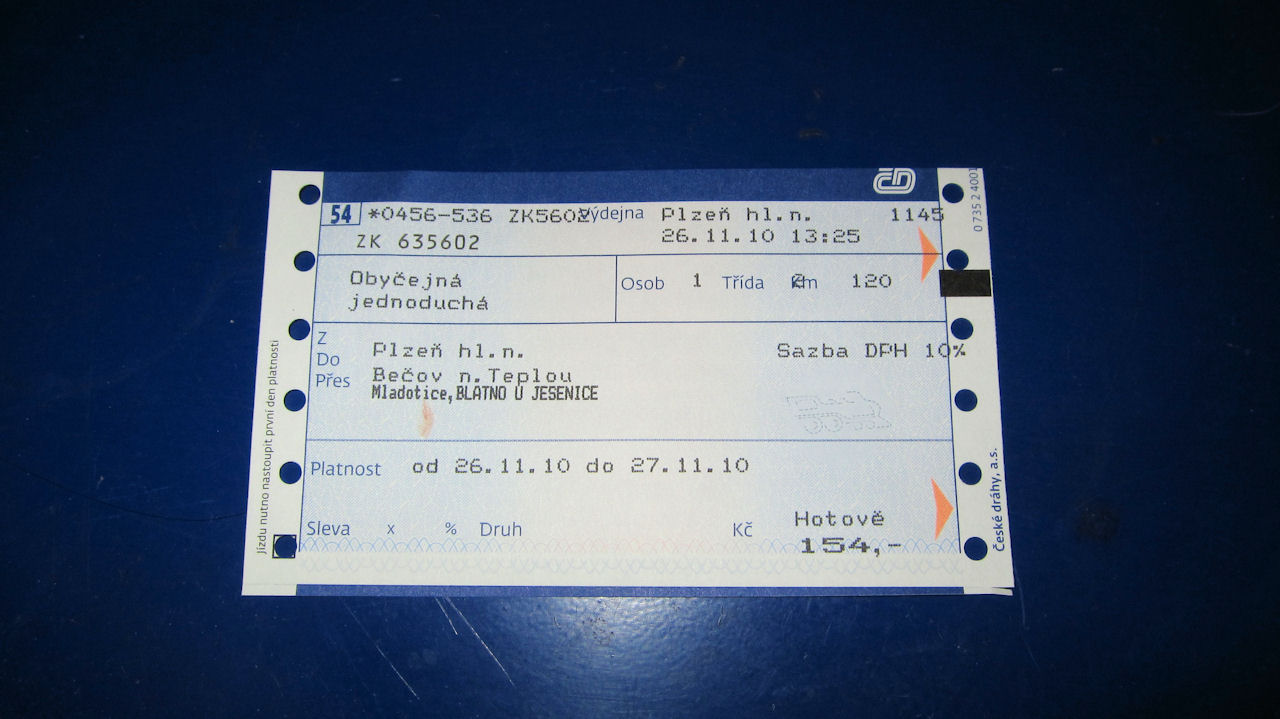 ČD
54 *0456-536 ZK5602 Výdejna Plzeň hl.n. 1145
ZK 635602 26.11.10 13:25
Obyčejná Osob 1 Třída 2 Km 120
jednoduchá
Z Plzeň hl.n. Sazba DPH 10%
Do Bečov n.Teplou
Přes Mladotice,BLATNO U JESENICE
Platnost od 26.11.10 do 27.11.10
Sleva x % Druh Kč Hotově
154,-
Jízdu nutno nastoupit první den platnosti
0735 2 4001
České dráhy, a.s.